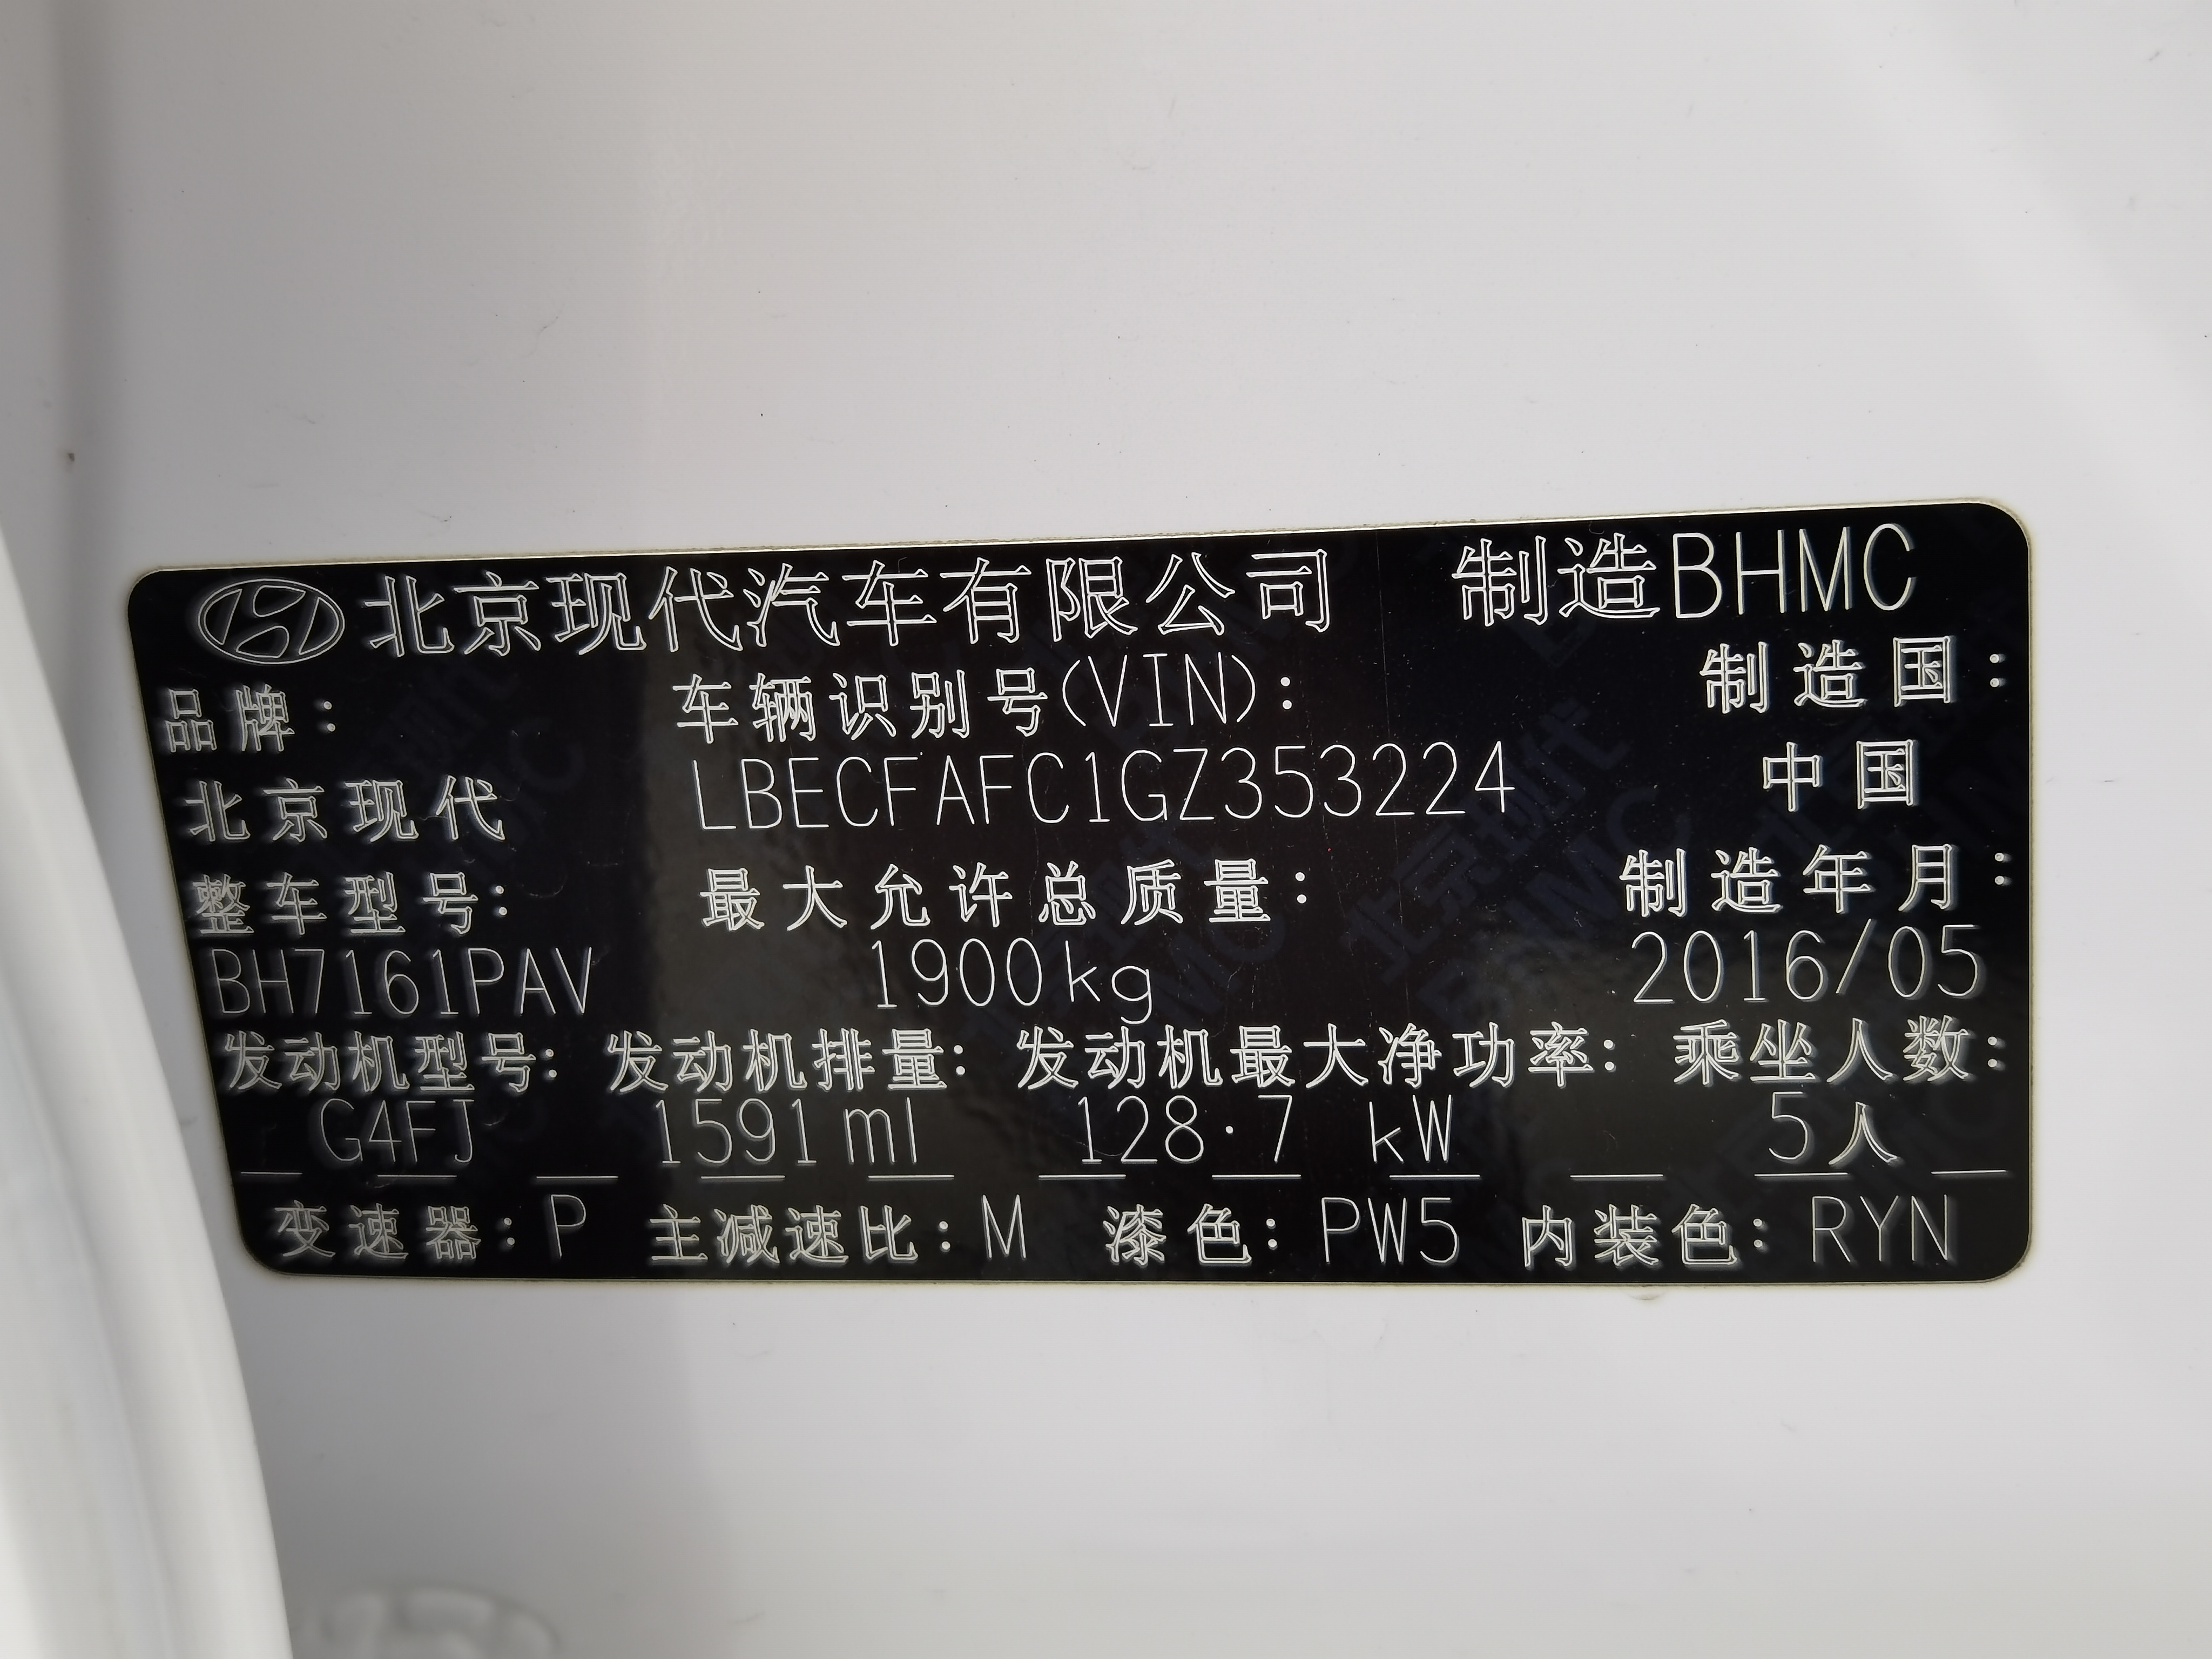 北京现代汽车有限公司 制造BHMC
品牌: 车辆识别号(VIN): 制造国:
北京现代 LBECFAFC1GZ353224 中国
整车型号: 最大允许总质量: 制造年月:
BH7161PAV 1900kg 2016/05
发动机型号: 发动机排量: 发动机最大净功率: 乘坐人数:
G4FJ 1591ml 128·7 kW 5人
变速器: P 主减速比: M 漆色: PW5 内装色: RYN